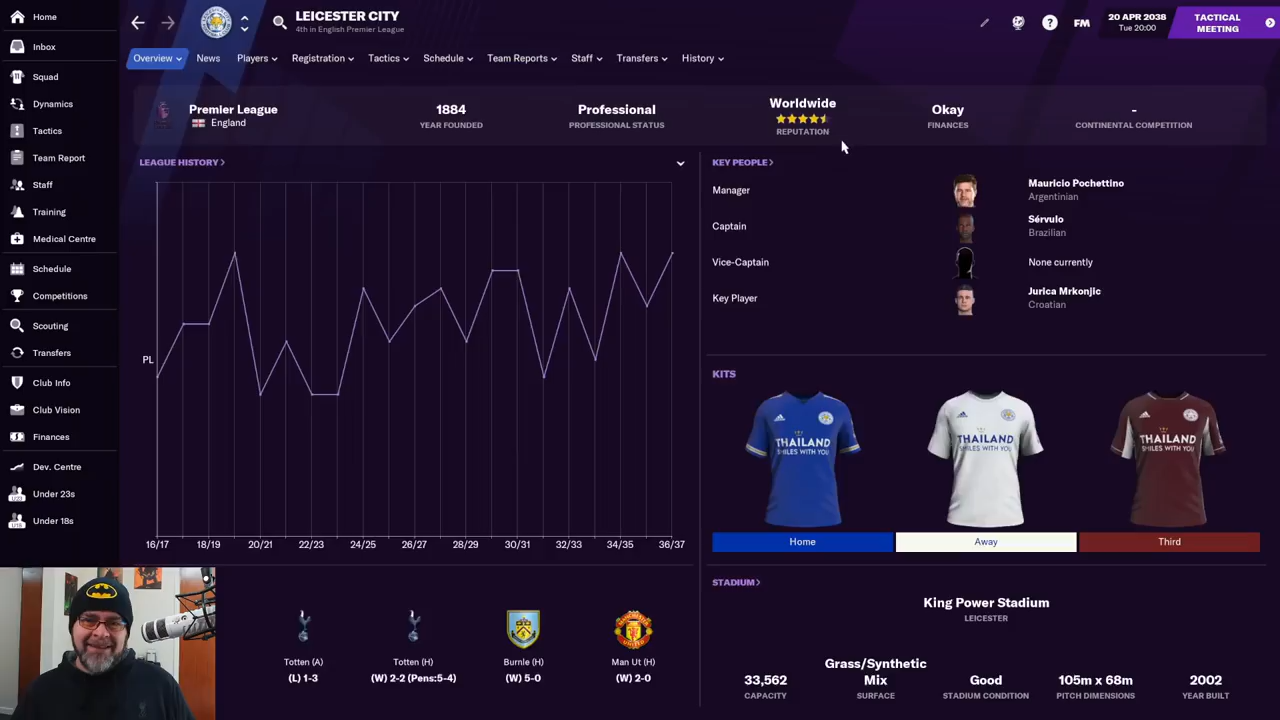 Home
Inbox
Squad
Dynamics
Tactics
Team Report
Staff
Training
Medical Centre
Schedule
Competitions
Scouting
Transfers
Club Info
Club Vision
Finances
Dev. Centre
Under 23s
Under 18s
LEICESTER CITY
4th in English Premier League
FM
20 APR 2038
Tue 20:00
TACTICAL
MEETING
Overview
News
Players
Registration
Tactics
Schedule
Team Reports
Staff
Transfers
History
Premier League
England
1884
YEAR FOUNDED
Professional
PROFESSIONAL STATUS
Worldwide
REPUTATION
Okay
FINANCES
-
CONTINENTAL COMPETITION
LEAGUE HISTORY >
PL
16/17 18/19 20/21 22/23 24/25 26/27 28/29 30/31 32/33 34/35 36/37
KEY PEOPLE >
Manager
Mauricio Pochettino
Argentinian
Captain
Sérvulo
Brazilian
Vice-Captain
None currently
Key Player
Jurica Mrkonjic
Croatian
KITS
THAILAND
SMILES WITH YOU
THAILAND
SMILES WITH YOU
THAILAND
SMILES WITH YOU
Home
Away
Third
Totten (A)
(L) 1-3
Totten (H)
(W) 2-2 (Pens:5-4)
Burnle (H)
(W) 5-0
Man Ut (H)
(W) 2-0
STADIUM >
King Power Stadium
LEICESTER
33,562
CAPACITY
Grass/Synthetic
Mix
SURFACE
Good
STADIUM CONDITION
105m x 68m
PITCH DIMENSIONS
2002
YEAR BUILT